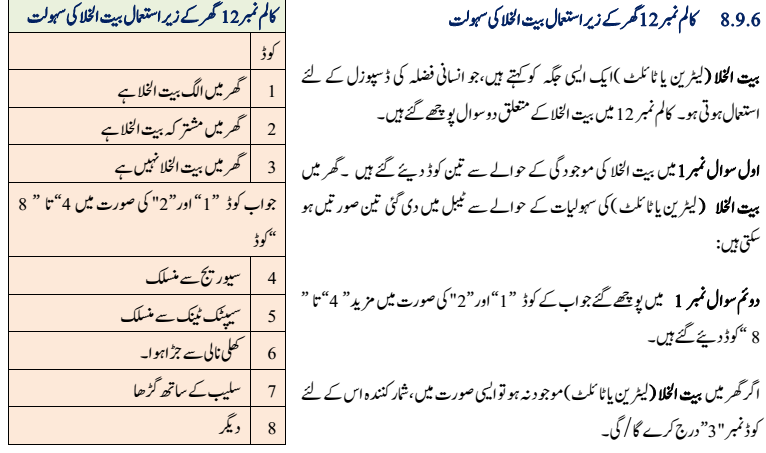 8.9.6 کالم نمبر 12 گھر کے زیر استعمال بیت الخلا کی سہولت
بیت الخلا (لیٹرین یا ٹائلٹ) ایک ایسی جگہ کو کہتے ہیں، جو انسانی فضلہ کی ڈسپوزل کے لئے
استعمال ہوتی ہو۔ کالم نمبر 12 میں بیت الخلا کے متعلق دو سوال پوچھے گئے ہیں۔
اول سوال نمبر 1 میں بیت الخلا کی موجودگی کے حوالے سے تین کوڈ دیئے گئے ہیں ۔ گھر میں
بیت الخلا (لیٹرین یا ٹائلٹ) کی سہولیات کے حوالے سے ٹیبل میں دی گئی تین صورتیں ہو
سکتی ہیں:
دوئم سوال نمبر 1 میں پوچھے گئے جواب کے کوڈ ”1“ اور ”2" کی صورت میں مزید ”4“ تا ”
8 “ کوڈ دیئے گئے ہیں۔
اگر گھر میں بیت الخلا (لیٹرین یا ٹائلٹ) موجود نہ ہو تو ایسی صورت میں، شمار کنندہ اس کے لئے
کوڈ نمبر "3” درج کرے گا/گی۔
کالم نمبر 12 گھر کے زیر استعمال بیت الخلا کی سہولت
کوڈ
1 گھر میں الگ بیت الخلا ہے
2 گھر میں مشترکہ بیت الخلا ہے
3 گھر میں بیت الخلا نہیں ہے
جواب کوڈ ”1“ اور ”2" کی صورت میں 4“ تا ” 8
“ کوڈ
4 سیوریج سے منسلک
5 سیپٹک ٹینک سے منسلک
6 کھلی نالی سے جڑا ہوا۔
7 سلیب کے ساتھ گڑھا
8 دیگر